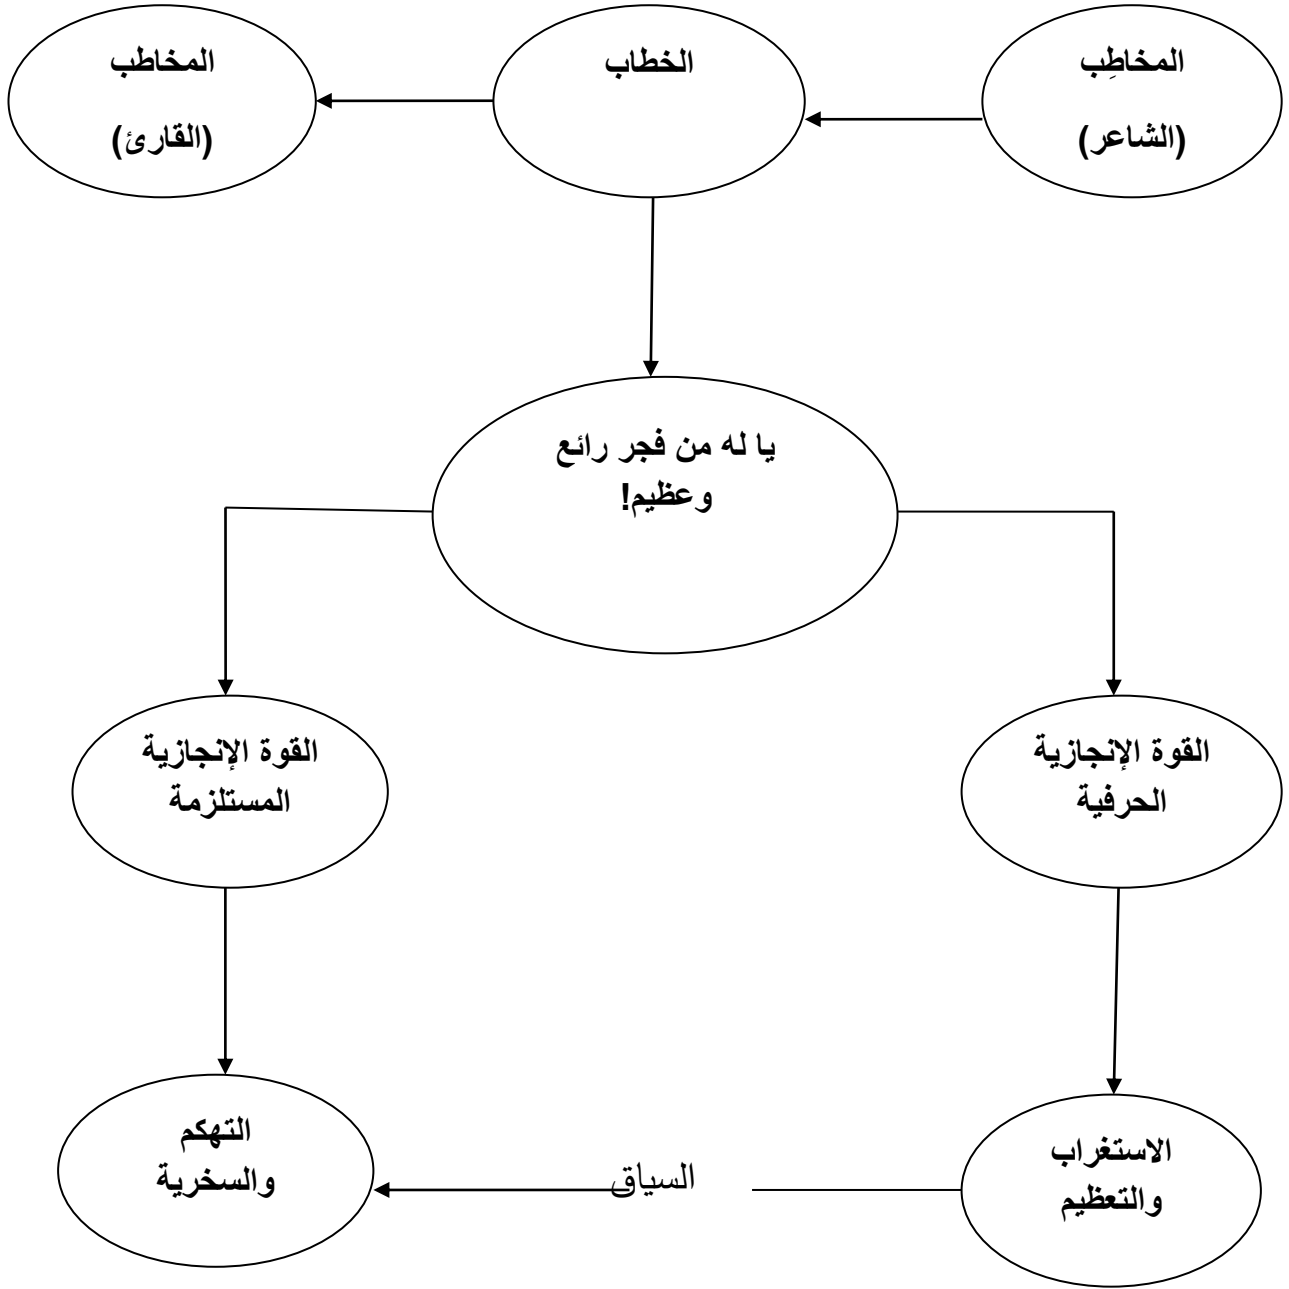 المخاطِب
(الشاعر)
الخطاب
المخاطب
(القارئ)
يا له من فجر رائع
وعظيم!
القوة الإنجازية
الحرفية
القوة الإنجازية
المستلزمة
الاستغراب
والتعظيم
السياق
التهكم
والسخرية